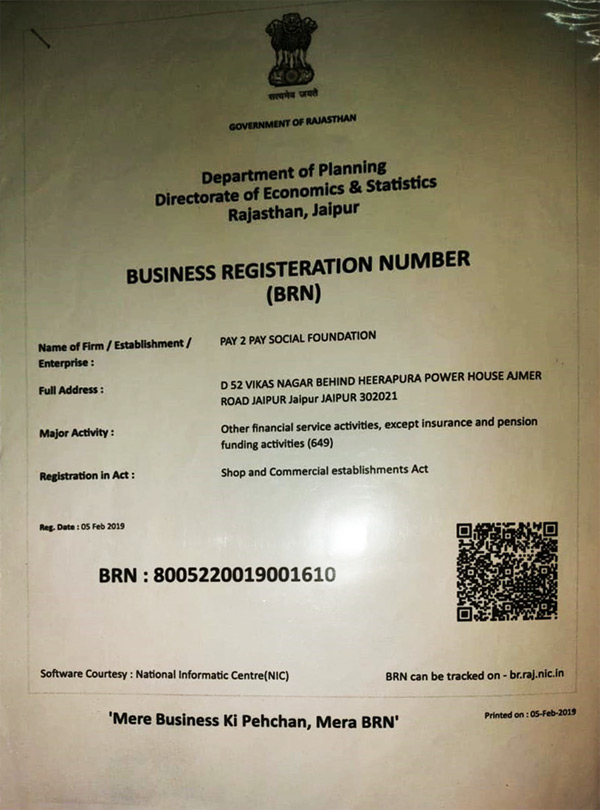 सत्यमेव जयते
GOVERNMENT OF RAJASTHAN
Department of Planning
Directorate of Economics & Statistics
Rajasthan, Jaipur
BUSINESS REGISTERATION NUMBER
(BRN)
Name of Firm / Establishment / Enterprise : PAY 2 PAY SOCIAL FOUNDATION
Full Address : D 52 VIKAS NAGAR BEHIND HEERAPURA POWER HOUSE AJMER
ROAD JAIPUR Jaipur JAIPUR 302021
Major Activity : Other financial service activities, except insurance and pension
funding activities (649)
Registration in Act : Shop and Commercial establishments Act
Reg. Date : 05 Feb 2019
BRN : 8005220019001610
Software Courtesy : National Informatic Centre(NIC) BRN can be tracked on - br.raj.nic.in
'Mere Business Ki Pehchan, Mera BRN' Printed on : 05-Feb-2019